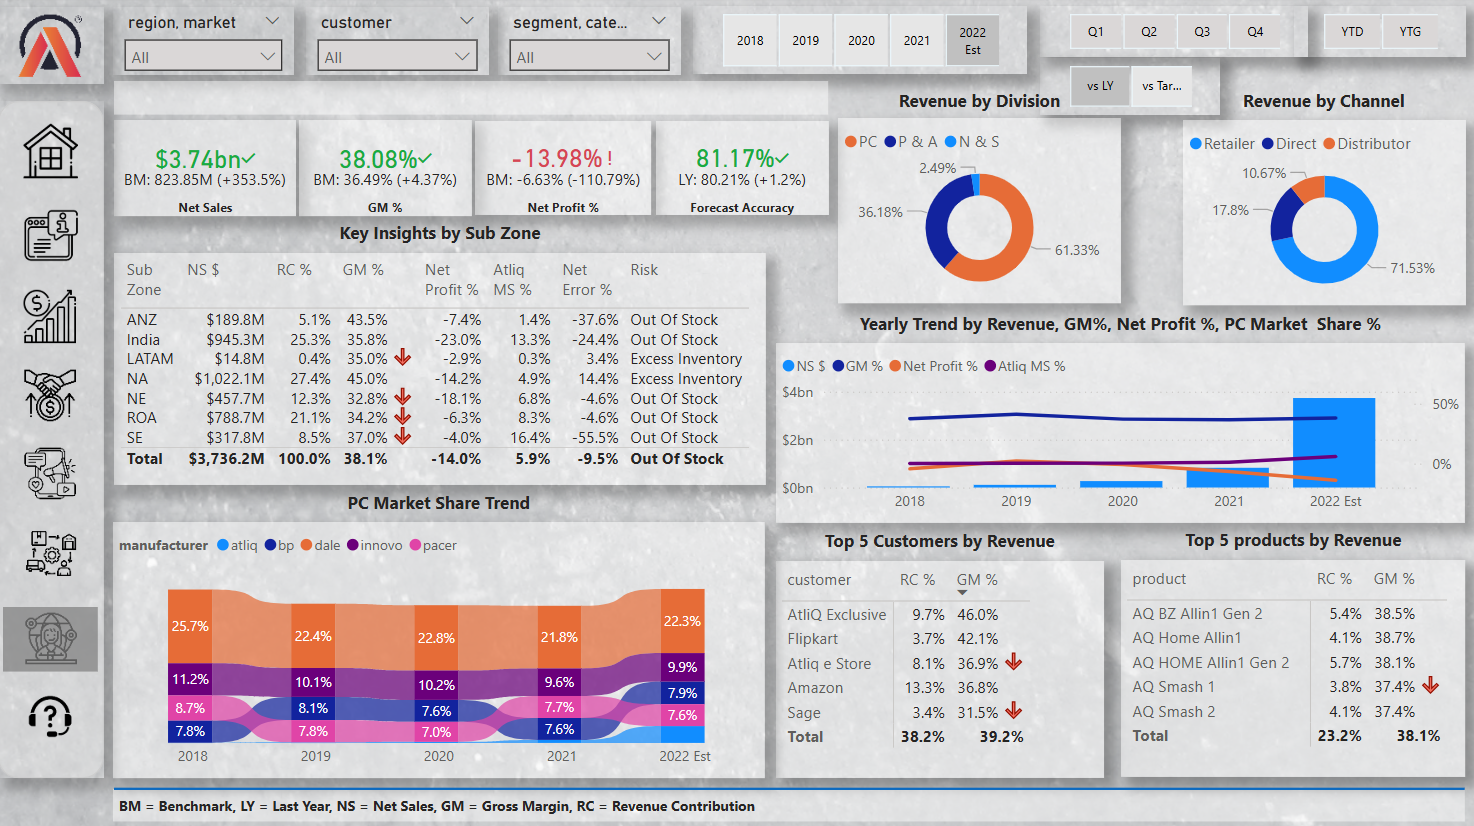 region, market
customer
segment, cate...
All
All
All
2018
2019
2020
2021
2022
Est
Q1
Q2
Q3
Q4
YTD
YTG
vs LY
vs Tar...
$3.74bn
BM: 823.85M (+353.5%)
Net Sales
38.08%
BM: 36.49% (+4.37%)
GM %
-13.98% !
BM: -6.63% (-110.79%)
Net Profit %
81.17%
LY: 80.21% (+1.2%)
Forecast Accuracy
Revenue by Division
PC P & A N & S
2.49%
36.18%
61.33%
Revenue by Channel
Retailer Direct Distributor
10.67%
17.8%
71.53%
Key Insights by Sub Zone
Sub Zone NS $ RC % GM % Net Profit % Atliq MS % Net Error % Risk
ANZ $189.8M 5.1% 43.5% -7.4% 1.4% -37.6% Out Of Stock
India $945.3M 25.3% 35.8% -23.0% 13.3% -24.4% Out Of Stock
LATAM $14.8M 0.4% 35.0% -2.9% 0.3% 3.4% Excess Inventory
NA $1,022.1M 27.4% 45.0% -14.2% 4.9% 14.4% Excess Inventory
NE $457.7M 12.3% 32.8% -18.1% 6.8% -4.6% Out Of Stock
ROA $788.7M 21.1% 34.2% -6.3% 8.3% -4.6% Out Of Stock
SE $317.8M 8.5% 37.0% -4.0% 16.4% -55.5% Out Of Stock
Total $3,736.2M 100.0% 38.1% -14.0% 5.9% -9.5% Out Of Stock
Yearly Trend by Revenue, GM%, Net Profit %, PC Market Share %
NS $ GM % Net Profit % Atliq MS %
$4bn
$2bn
$0bn
50%
0%
2018 2019 2020 2021 2022 Est
PC Market Share Trend
manufacturer atliq bp dale innovo pacer
25.7% 22.4% 22.8% 21.8% 22.3%
11.2% 10.1% 10.2% 9.6% 9.9%
8.7% 8.1% 7.6% 7.7% 7.9%
7.8% 7.8% 7.0% 7.6% 7.6%
2018 2019 2020 2021 2022 Est
Top 5 Customers by Revenue
customer RC % GM %
AtliQ Exclusive 9.7% 46.0%
Flipkart 3.7% 42.1%
Atliq e Store 8.1% 36.9%
Amazon 13.3% 36.8%
Sage 3.4% 31.5%
Total 38.2% 39.2%
Top 5 products by Revenue
product RC % GM %
AQ BZ Allin1 Gen 2 5.4% 38.5%
AQ Home Allin1 4.1% 38.7%
AQ HOME Allin1 Gen 2 5.7% 38.1%
AQ Smash 1 3.8% 37.4%
AQ Smash 2 4.1% 37.4%
Total 23.2% 38.1%
BM = Benchmark, LY = Last Year, NS = Net Sales, GM = Gross Margin, RC = Revenue Contribution